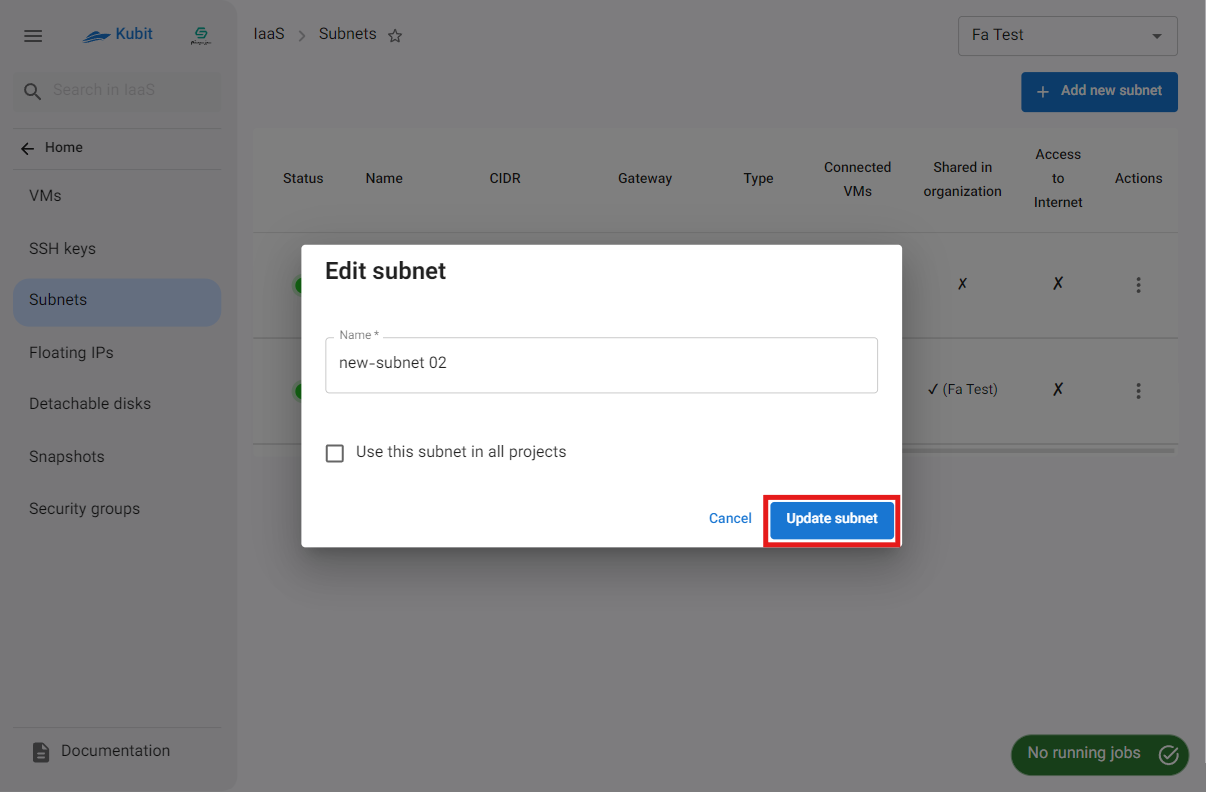 Kubit
Search in IaaS
Home
VMs
SSH keys
Subnets
Floating IPs
Detachable disks
Snapshots
Security groups
Documentation
IaaS
Subnets
Fa Test
Add new subnet
Status
Name
CIDR
Gateway
Type
Connected
VMs
Shared in
organization
Access
to
Internet
Actions
✗
✗
✓ (Fa Test)
✗
Edit subnet
Name *
new-subnet 02
Use this subnet in all projects
Cancel
Update subnet
No running jobs